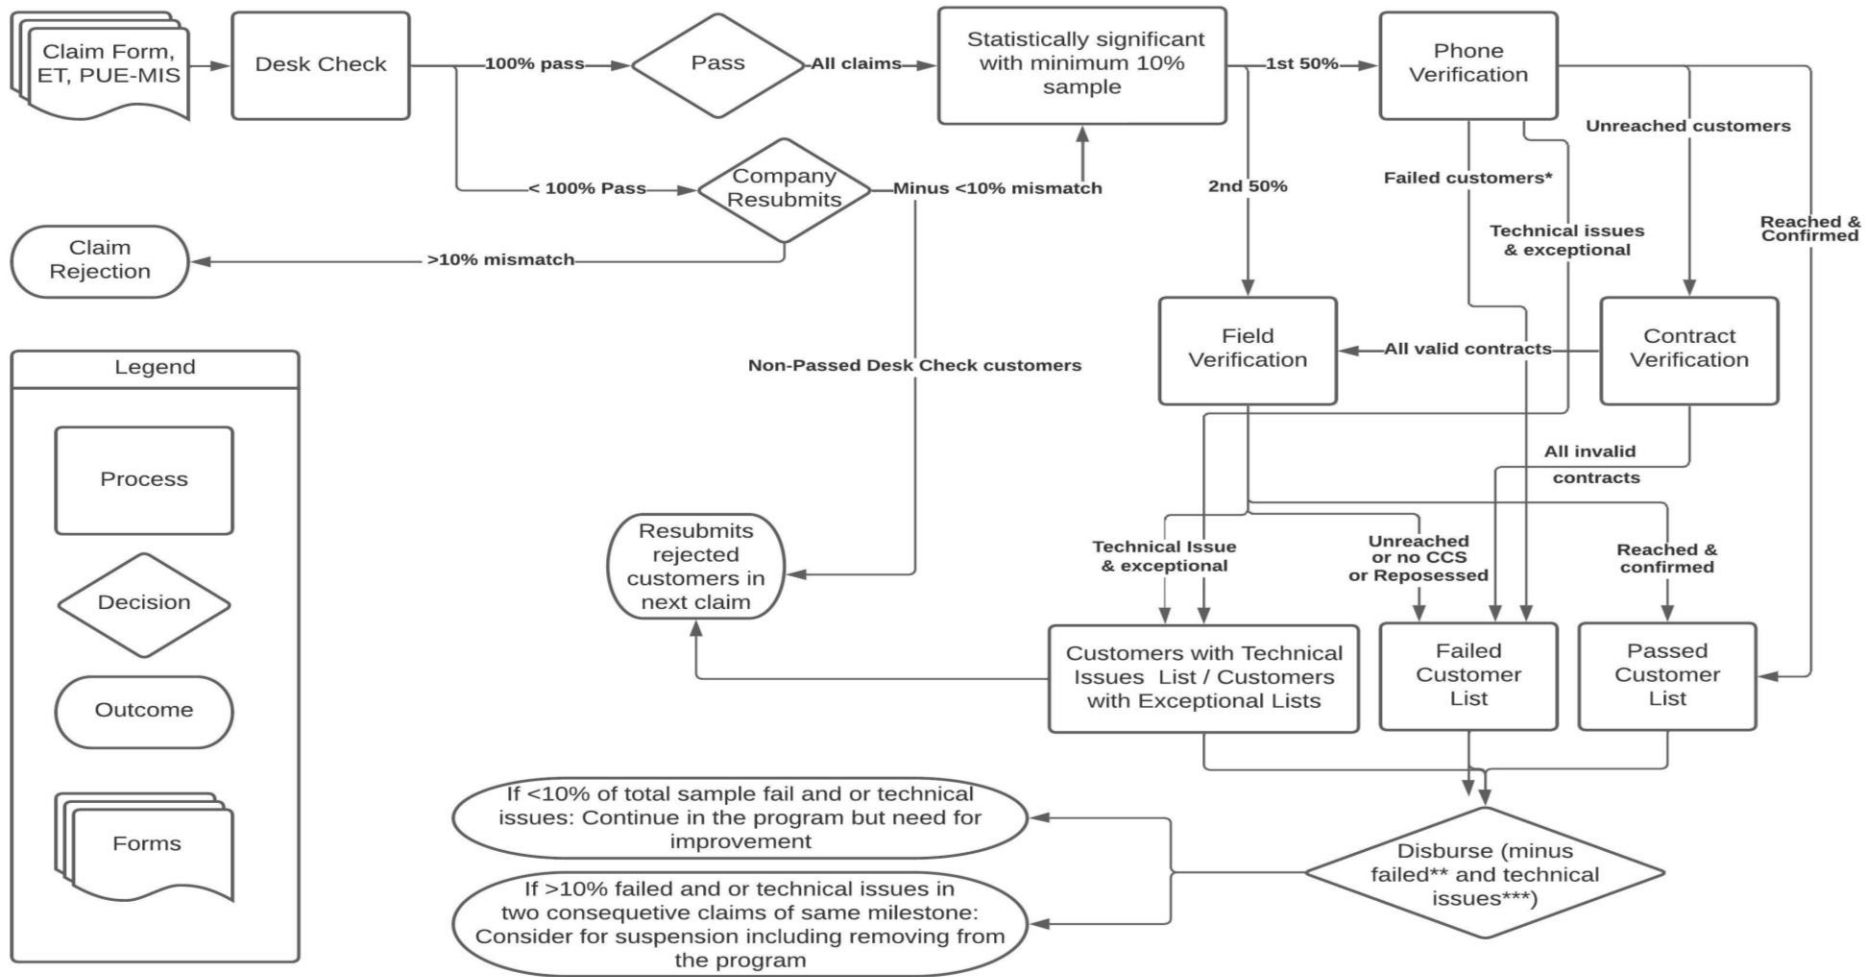 Claim Form,
ET, PUE-MIS
Desk Check
100% pass
Pass
All claims
Statistically significant
with minimum 10%
sample
1st 50%
Phone
Verification
Unreached customers
< 100% Pass
Company
Resubmits
Minus <10% mismatch
2nd 50%
Failed customers*
Technical issues
& exceptional
Reached &
Confirmed
Claim
Rejection
>10% mismatch
Field
Verification
All valid contracts
Contract
Verification
Non-Passed Desk Check customers
Legend
Process
Decision
Outcome
Forms
All invalid
contracts
Resubmits
rejected
customers in
next claim
Technical Issue
& exceptional
Unreached
or no CCS
or Reposessed
Reached &
confirmed
Customers with Technical
Issues List / Customers
with Exceptional Lists
Failed
Customer
List
Passed
Customer
List
If <10% of total sample fail and or technical
issues: Continue in the program but need for
improvement
If >10% failed and or technical issues in
two consequetive claims of same milestone:
Consider for suspension including removing from
the program
Disburse (minus
failed** and technical
issues***)